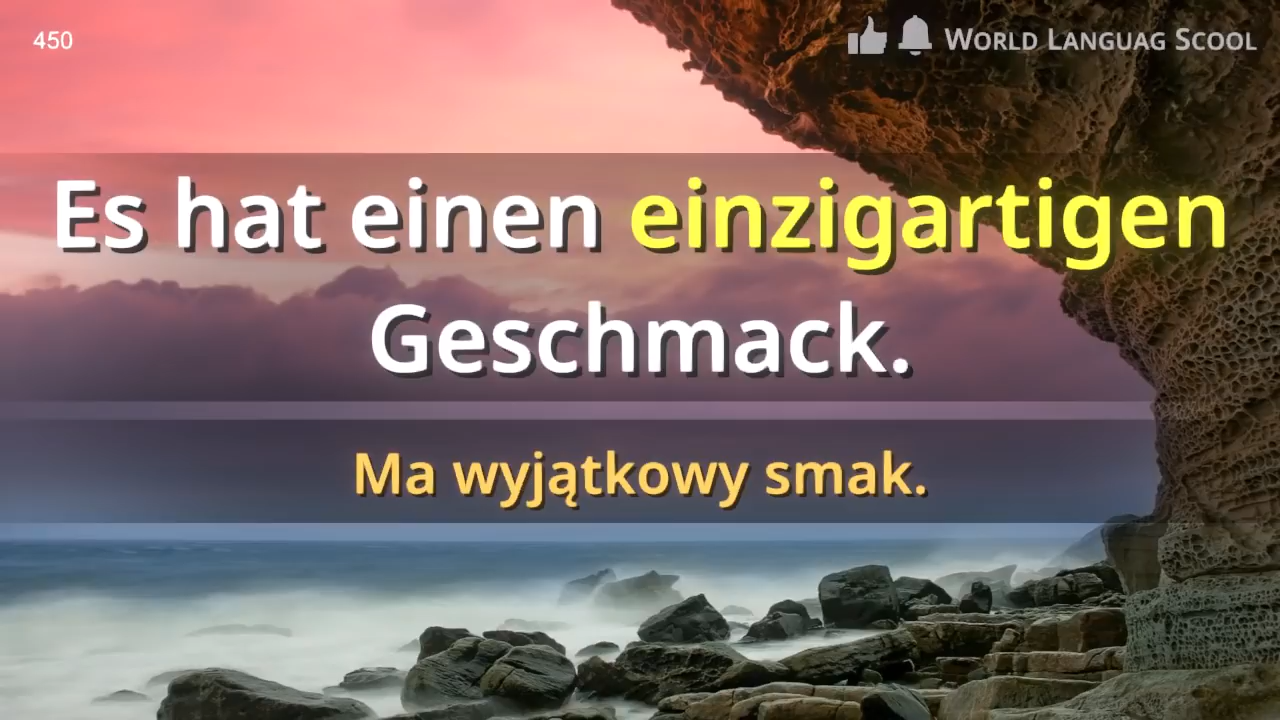 450
WORLD LANGUAG SCOOL
Es hat einen einzigartigen
Geschmack.
Ma wyjątkowy smak.